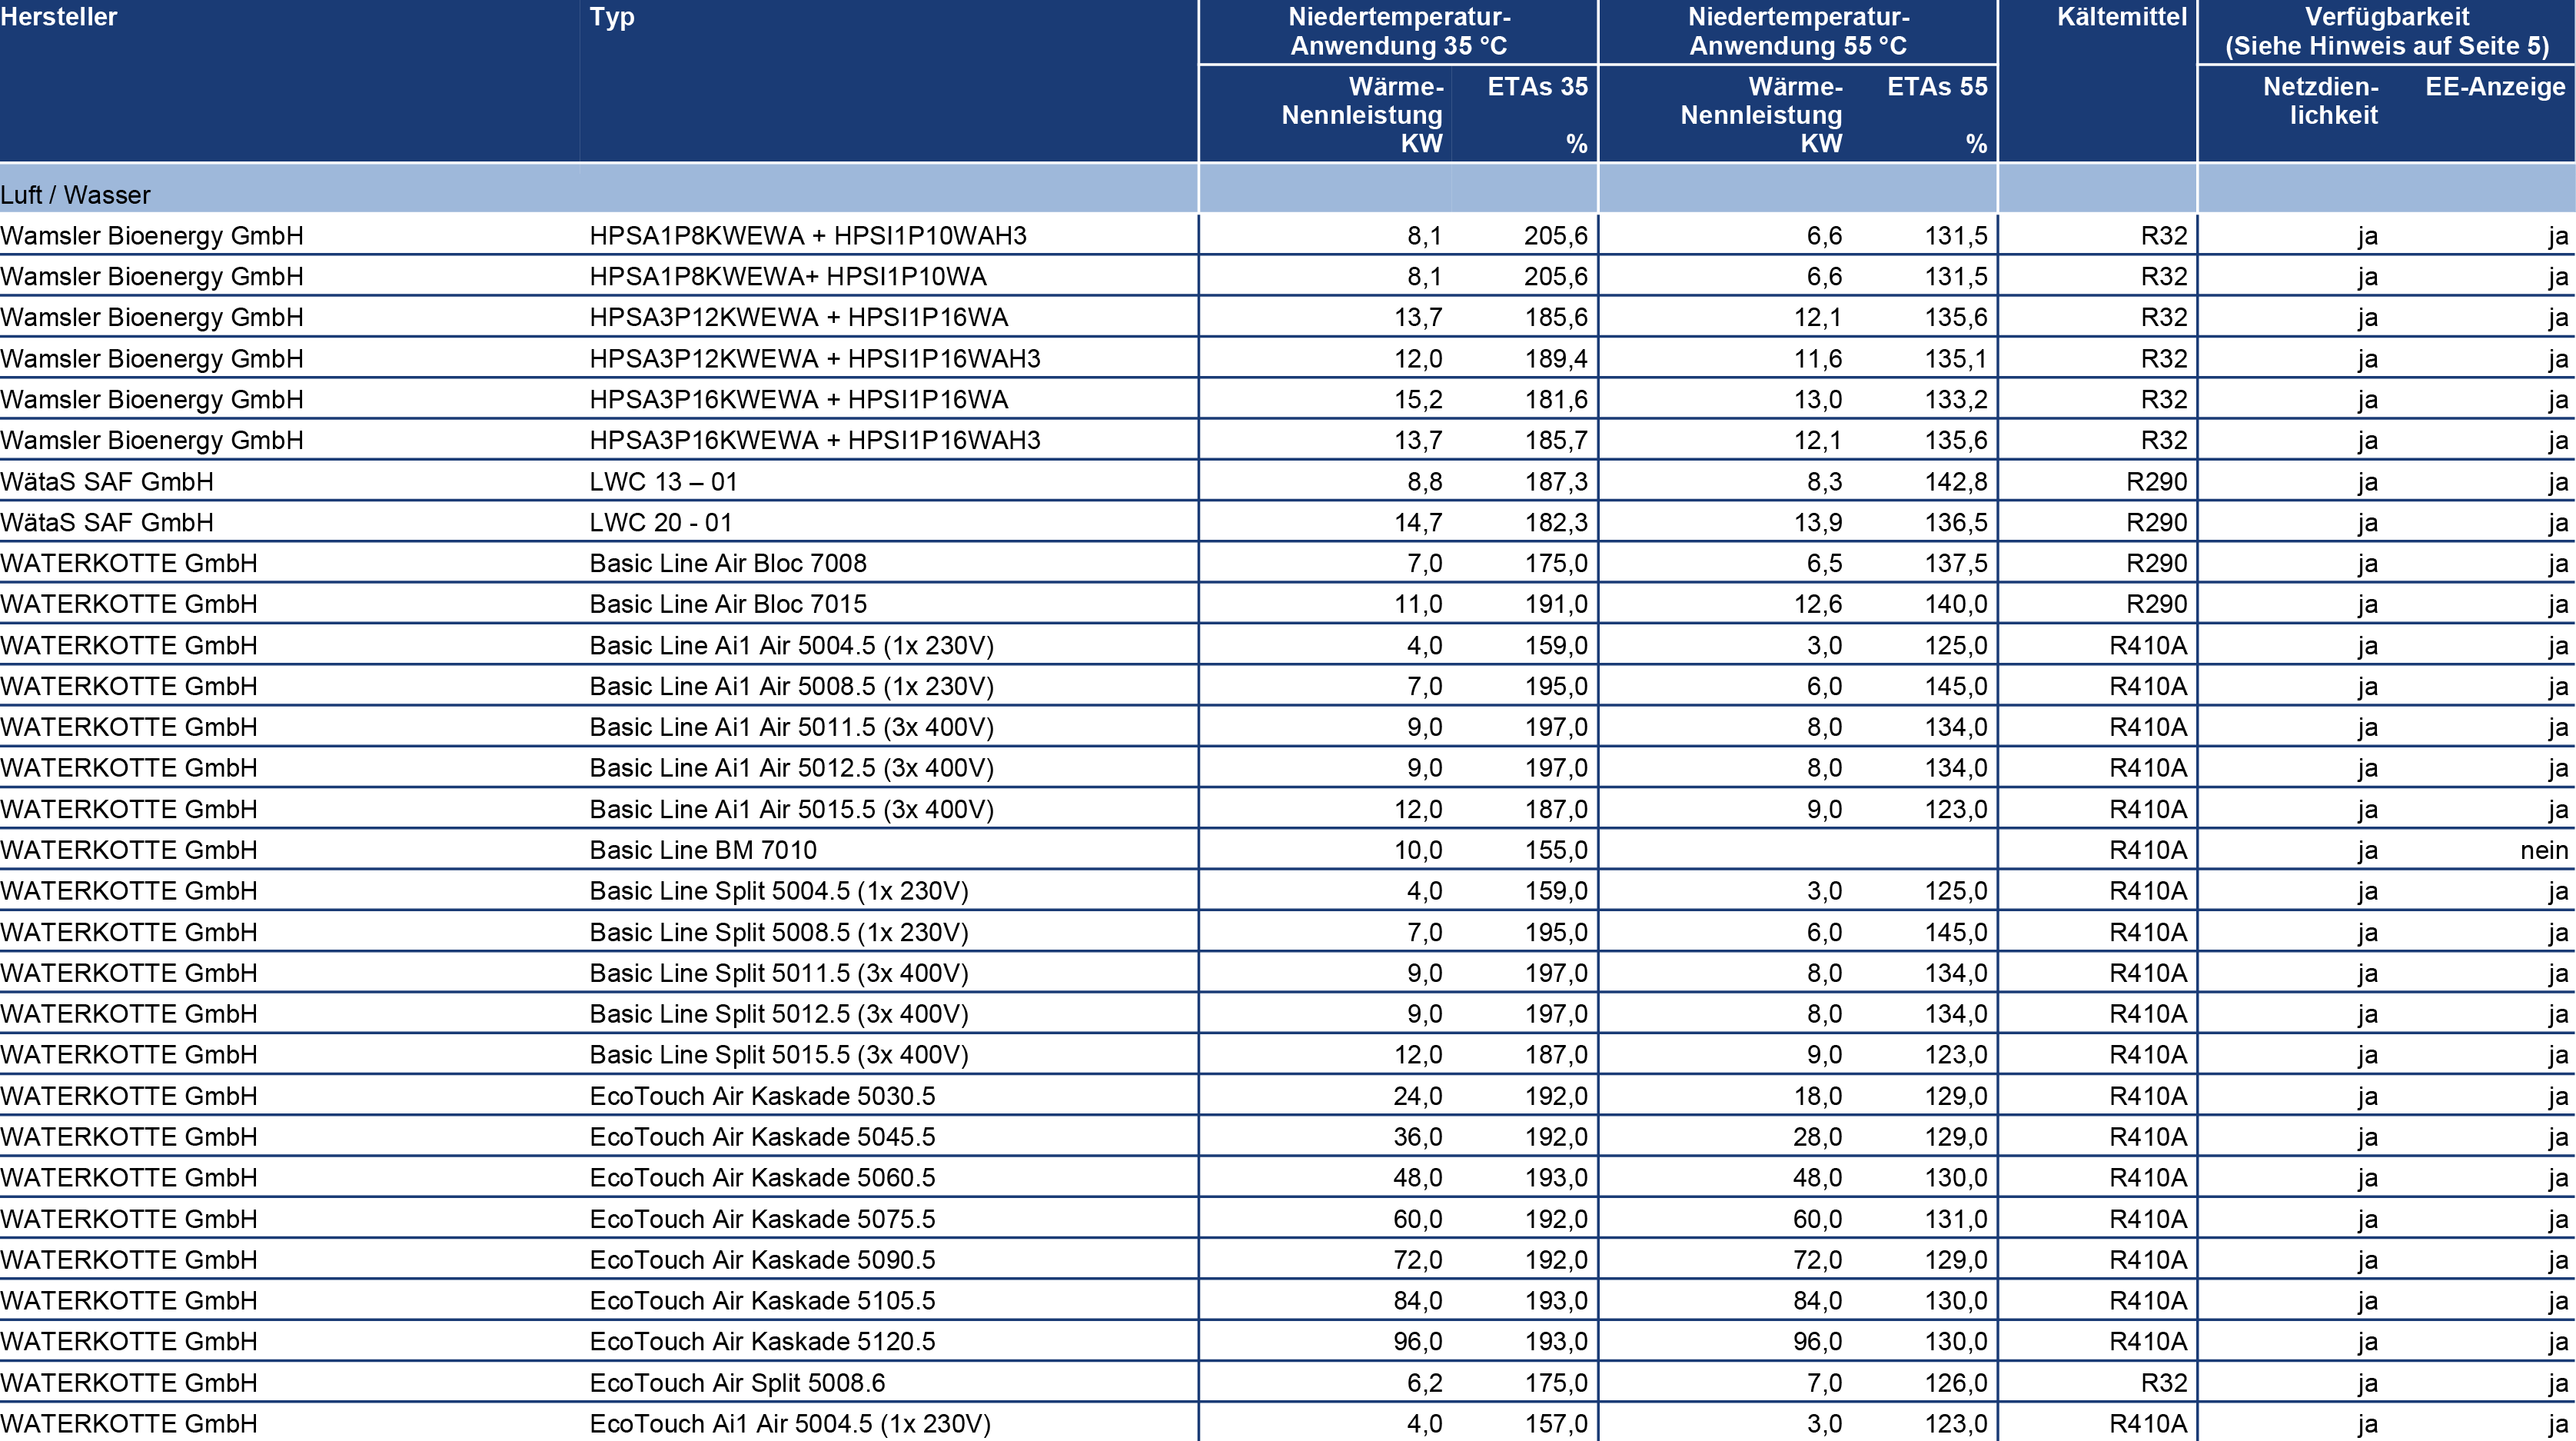 Hersteller Typ Niedertemperatur- Niedertemperatur- Kältemittel Verfügbarkeit
Anwendung 35 °C Anwendung 55 °C (Siehe Hinweis auf Seite 5)
Wärme- ETAs 35 Wärme- ETAs 55 Netzdien- EE-Anzeige
Nennleistung Nennleistung lichkeit
KW % KW %
Luft / Wasser
Wamsler Bioenergy GmbH HPSA1P8KWEWA + HPSI1P10WAH3 8,1 205,6 6,6 131,5 R32 ja ja
Wamsler Bioenergy GmbH HPSA1P8KWEWA+ HPSI1P10WA 8,1 205,6 6,6 131,5 R32 ja ja
Wamsler Bioenergy GmbH HPSA3P12KWEWA + HPSI1P16WA 13,7 185,6 12,1 135,6 R32 ja ja
Wamsler Bioenergy GmbH HPSA3P12KWEWA + HPSI1P16WAH3 12,0 189,4 11,6 135,1 R32 ja ja
Wamsler Bioenergy GmbH HPSA3P16KWEWA + HPSI1P16WA 15,2 181,6 13,0 133,2 R32 ja ja
Wamsler Bioenergy GmbH HPSA3P16KWEWA + HPSI1P16WAH3 13,7 185,7 12,1 135,6 R32 ja ja
WätaS SAF GmbH LWC 13 – 01 8,8 187,3 8,3 142,8 R290 ja ja
WätaS SAF GmbH LWC 20 - 01 14,7 182,3 13,9 136,5 R290 ja ja
WATERKOTTE GmbH Basic Line Air Bloc 7008 7,0 175,0 6,5 137,5 R290 ja ja
WATERKOTTE GmbH Basic Line Air Bloc 7015 11,0 191,0 12,6 140,0 R290 ja ja
WATERKOTTE GmbH Basic Line Ai1 Air 5004.5 (1x 230V) 4,0 159,0 3,0 125,0 R410A ja ja
WATERKOTTE GmbH Basic Line Ai1 Air 5008.5 (1x 230V) 7,0 195,0 6,0 145,0 R410A ja ja
WATERKOTTE GmbH Basic Line Ai1 Air 5011.5 (3x 400V) 9,0 197,0 8,0 134,0 R410A ja ja
WATERKOTTE GmbH Basic Line Ai1 Air 5012.5 (3x 400V) 9,0 197,0 8,0 134,0 R410A ja ja
WATERKOTTE GmbH Basic Line Ai1 Air 5015.5 (3x 400V) 12,0 187,0 9,0 123,0 R410A ja ja
WATERKOTTE GmbH Basic Line BM 7010 10,0 155,0 R410A ja nein
WATERKOTTE GmbH Basic Line Split 5004.5 (1x 230V) 4,0 159,0 3,0 125,0 R410A ja ja
WATERKOTTE GmbH Basic Line Split 5008.5 (1x 230V) 7,0 195,0 6,0 145,0 R410A ja ja
WATERKOTTE GmbH Basic Line Split 5011.5 (3x 400V) 9,0 197,0 8,0 134,0 R410A ja ja
WATERKOTTE GmbH Basic Line Split 5012.5 (3x 400V) 9,0 197,0 8,0 134,0 R410A ja ja
WATERKOTTE GmbH Basic Line Split 5015.5 (3x 400V) 12,0 187,0 9,0 123,0 R410A ja ja
WATERKOTTE GmbH EcoTouch Air Kaskade 5030.5 24,0 192,0 18,0 129,0 R410A ja ja
WATERKOTTE GmbH EcoTouch Air Kaskade 5045.5 36,0 192,0 28,0 129,0 R410A ja ja
WATERKOTTE GmbH EcoTouch Air Kaskade 5060.5 48,0 193,0 48,0 130,0 R410A ja ja
WATERKOTTE GmbH EcoTouch Air Kaskade 5075.5 60,0 192,0 60,0 131,0 R410A ja ja
WATERKOTTE GmbH EcoTouch Air Kaskade 5090.5 72,0 192,0 72,0 129,0 R410A ja ja
WATERKOTTE GmbH EcoTouch Air Kaskade 5105.5 84,0 193,0 84,0 130,0 R410A ja ja
WATERKOTTE GmbH EcoTouch Air Kaskade 5120.5 96,0 193,0 96,0 130,0 R410A ja ja
WATERKOTTE GmbH EcoTouch Air Split 5008.6 6,2 175,0 7,0 126,0 R32 ja ja
WATERKOTTE GmbH EcoTouch Ai1 Air 5004.5 (1x 230V) 4,0 157,0 3,0 123,0 R410A ja ja